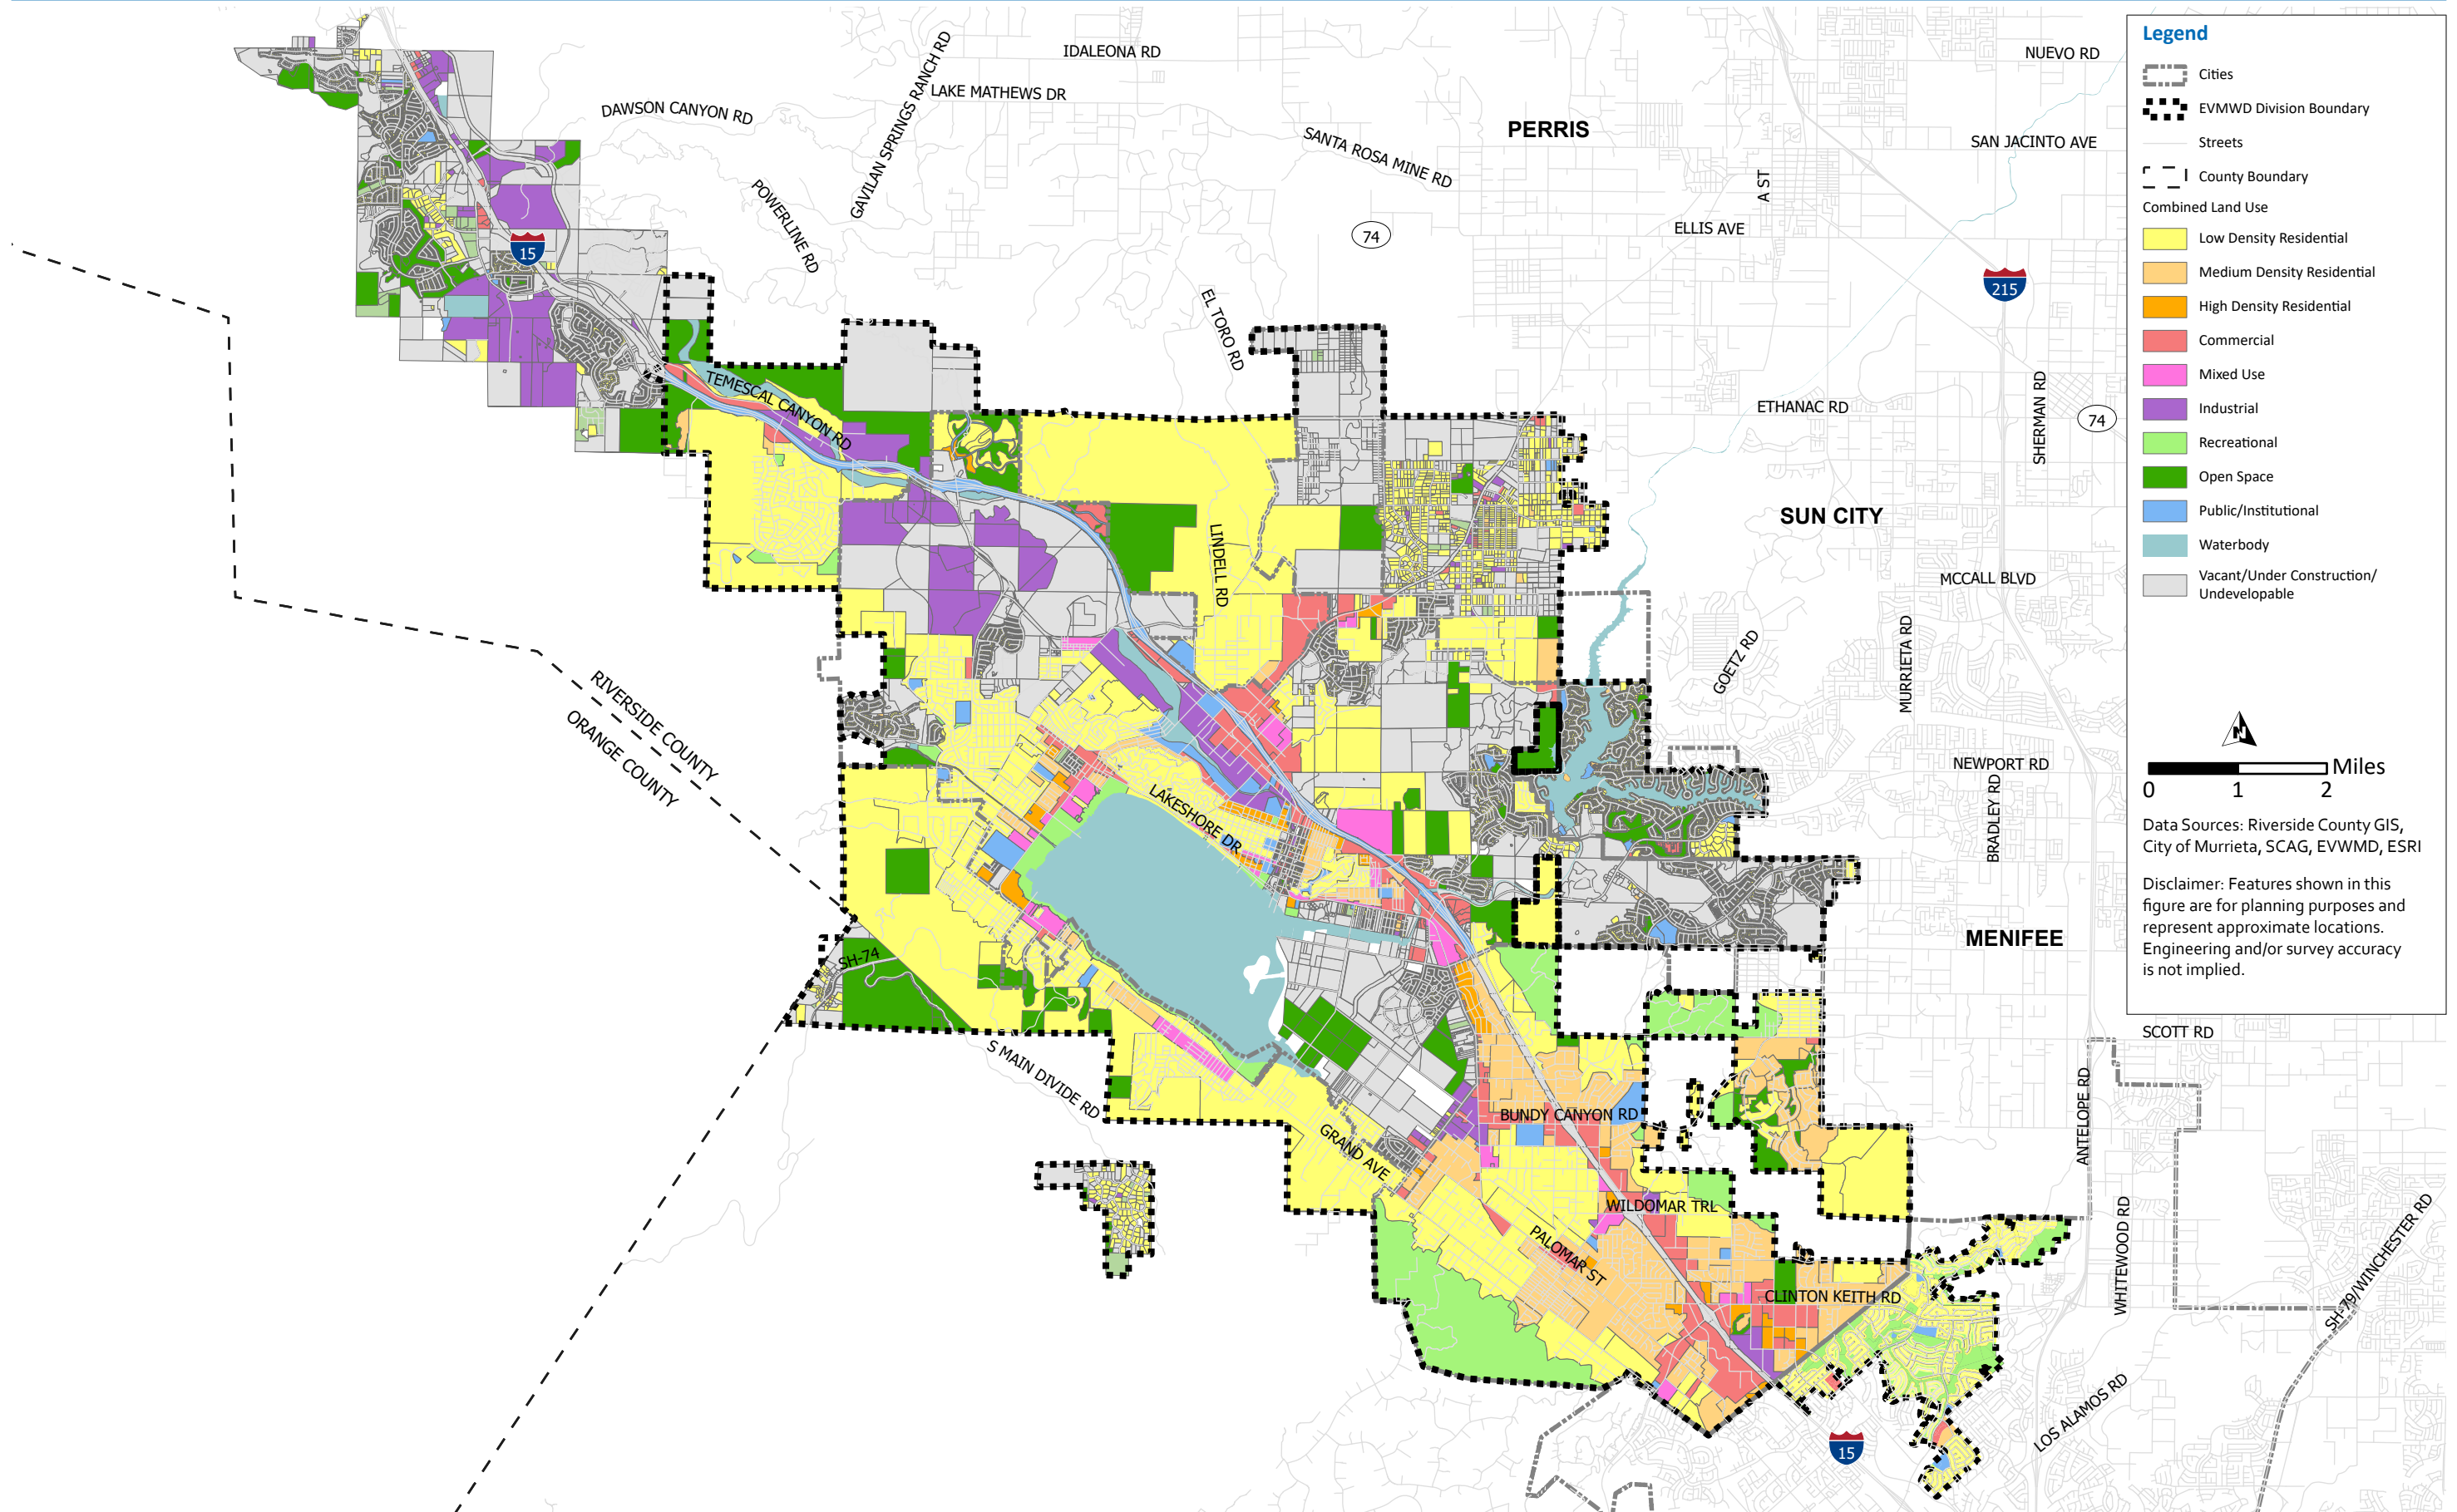 IDALEONA RD
LAKE MATHEWS DR
GAVILAN SPRINGS RANCH RD
DAWSON CANYON RD
POWERLINE RD
SANTA ROSA MINE RD
PERRIS
A ST
ELLIS AVE
NUEVO RD
SAN JACINTO AVE
74
15
215
EL TORO RD
TEMESCAL CANYON RD
ETHANAC RD
SHERMAN RD
74
LINDELL RD
SUN CITY
MCCALL BLVD
GOETZ RD
MURRIETA RD
RIVERSIDE COUNTY
ORANGE COUNTY
NEWPORT RD
BRADLEY RD
LAKESHORE DR
MENIFEE
SH-74
S MAIN DIVIDE RD
SCOTT RD
ANTELOPE RD
BUNDY CANYON RD
GRAND AVE
WILDOMAR TRL
PALOMAR ST
WHITEWOOD RD
CLINTON KEITH RD
SH-79/WINCHESTER RD
LOS ALAMOS RD
15
Legend
Cities
EVMWD Division Boundary
Streets
County Boundary
Combined Land Use
Low Density Residential
Medium Density Residential
High Density Residential
Commercial
Mixed Use
Industrial
Recreational
Open Space
Public/Institutional
Waterbody
Vacant/Under Construction/
Undevelopable
N
Miles
0 1 2
Data Sources: Riverside County GIS,
City of Murrieta, SCAG, EVWMD, ESRI
Disclaimer: Features shown in this
figure are for planning purposes and
represent approximate locations.
Engineering and/or survey accuracy
is not implied.